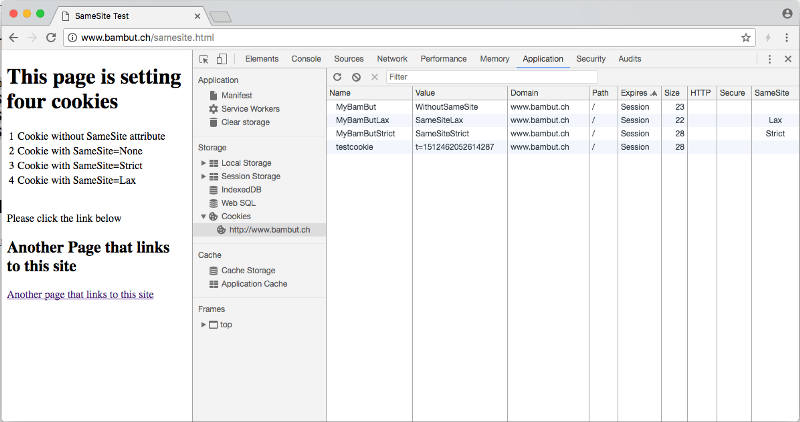 SameSite Test
www.bambut.ch/samesite.html
This page is setting
four cookies
1 Cookie without SameSite attribute
2 Cookie with SameSite=None
3 Cookie with SameSite=Strict
4 Cookie with SameSite=Lax
Please click the link below
Another Page that links
to this site
Another page that links to this site
Elements Console Sources Network Performance Memory Application Security Audits
Application
Manifest
Service Workers
Clear storage
Storage
Local Storage
Session Storage
IndexedDB
Web SQL
Cookies
http://www.bambut.ch
Cache
Cache Storage
Application Cache
Frames
top
Filter
Name Value Domain Path Expires ... Size HTTP Secure SameSite
MyBamBut WithoutSameSite www.bambut.ch / Session 23
MyBamButLax SameSiteLax www.bambut.ch / Session 22 Lax
MyBamButStrict SameSiteStrict www.bambut.ch / Session 28 Strict
testcookie t=1512462052614287 www.bambut.ch / Session 28